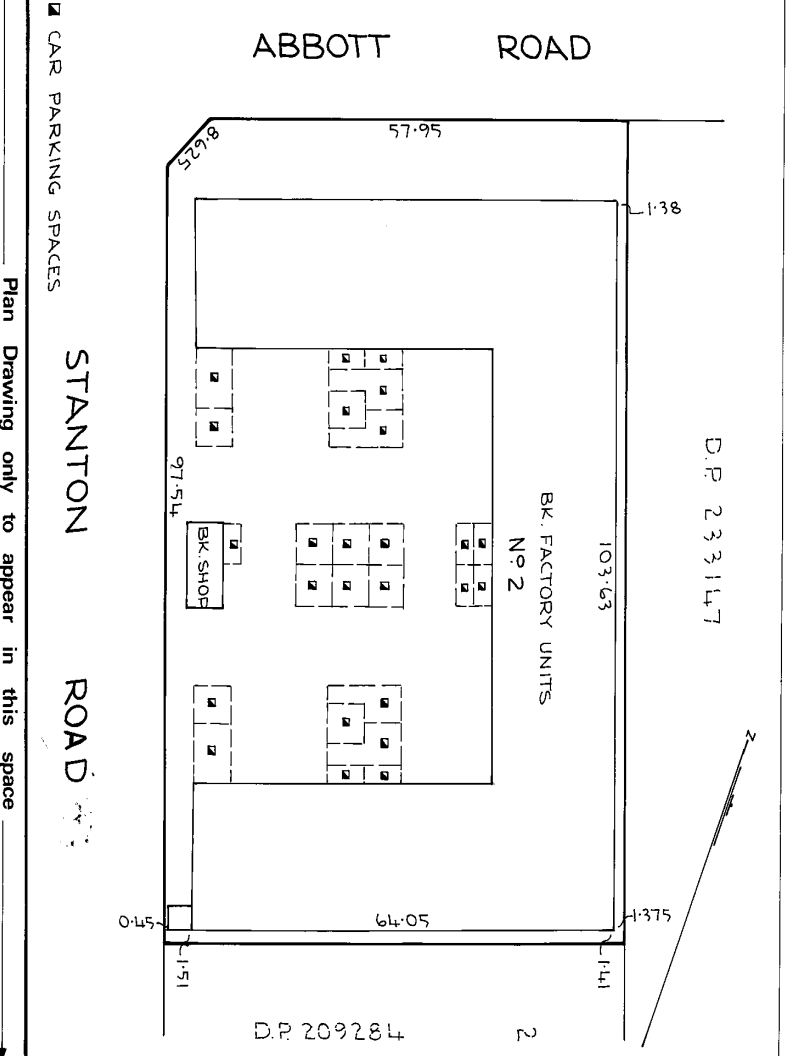 ABBOTT ROAD
CAR PARKING SPACES
8.625
57.95
1.38
STANTON ROAD
97.54
BK. SHOP
BK. FACTORY UNITS
Nº. 2
103.63
D.P. 233147
N
0.45
64.05
1.375
1.51
1.41
D.P. 209284
2
Plan Drawing only to appear in this space